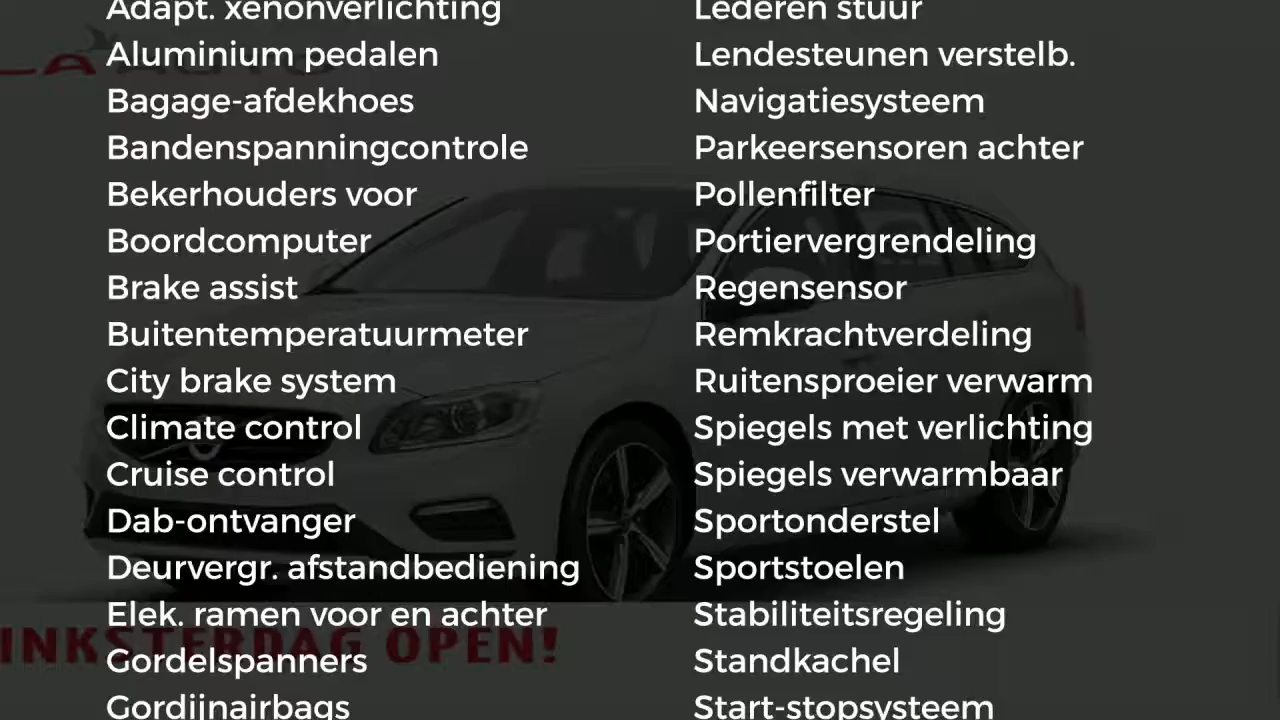 Adapt. xenonverlichting
Aluminium pedalen
Bagage-afdekhoes
Bandenspanningcontrole
Bekerhouders voor
Boordcomputer
Brake assist
Buitentemperatuurmeter
City brake system
Climate control
Cruise control
Dab-ontvanger
Deurvergr. afstandbediening
Elek. ramen voor en achter
Gordelspanners
Gordijnairbags
Lederen stuur
Lendesteunen verstelb.
Navigatiesysteem
Parkeersensoren achter
Pollenfilter
Portiervergrendeling
Regensensor
Remkrachtverdeling
Ruitensproeier verwarm
Spiegels met verlichting
Spiegels verwarmbaar
Sportonderstel
Sportstoelen
Stabiliteitsregeling
Standkachel
Start-stopsysteem
INKSTERDAG OPEN!